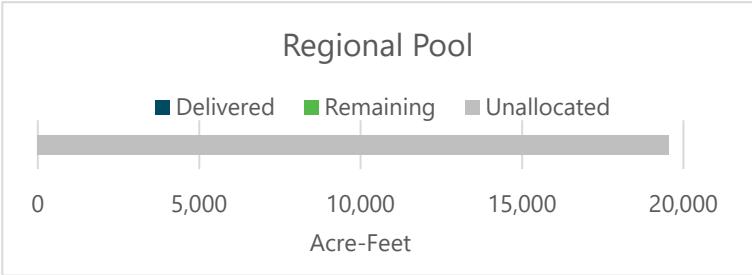 Regional Pool
Delivered Remaining Unallocated
0 5,000 10,000 15,000 20,000
Acre-Feet